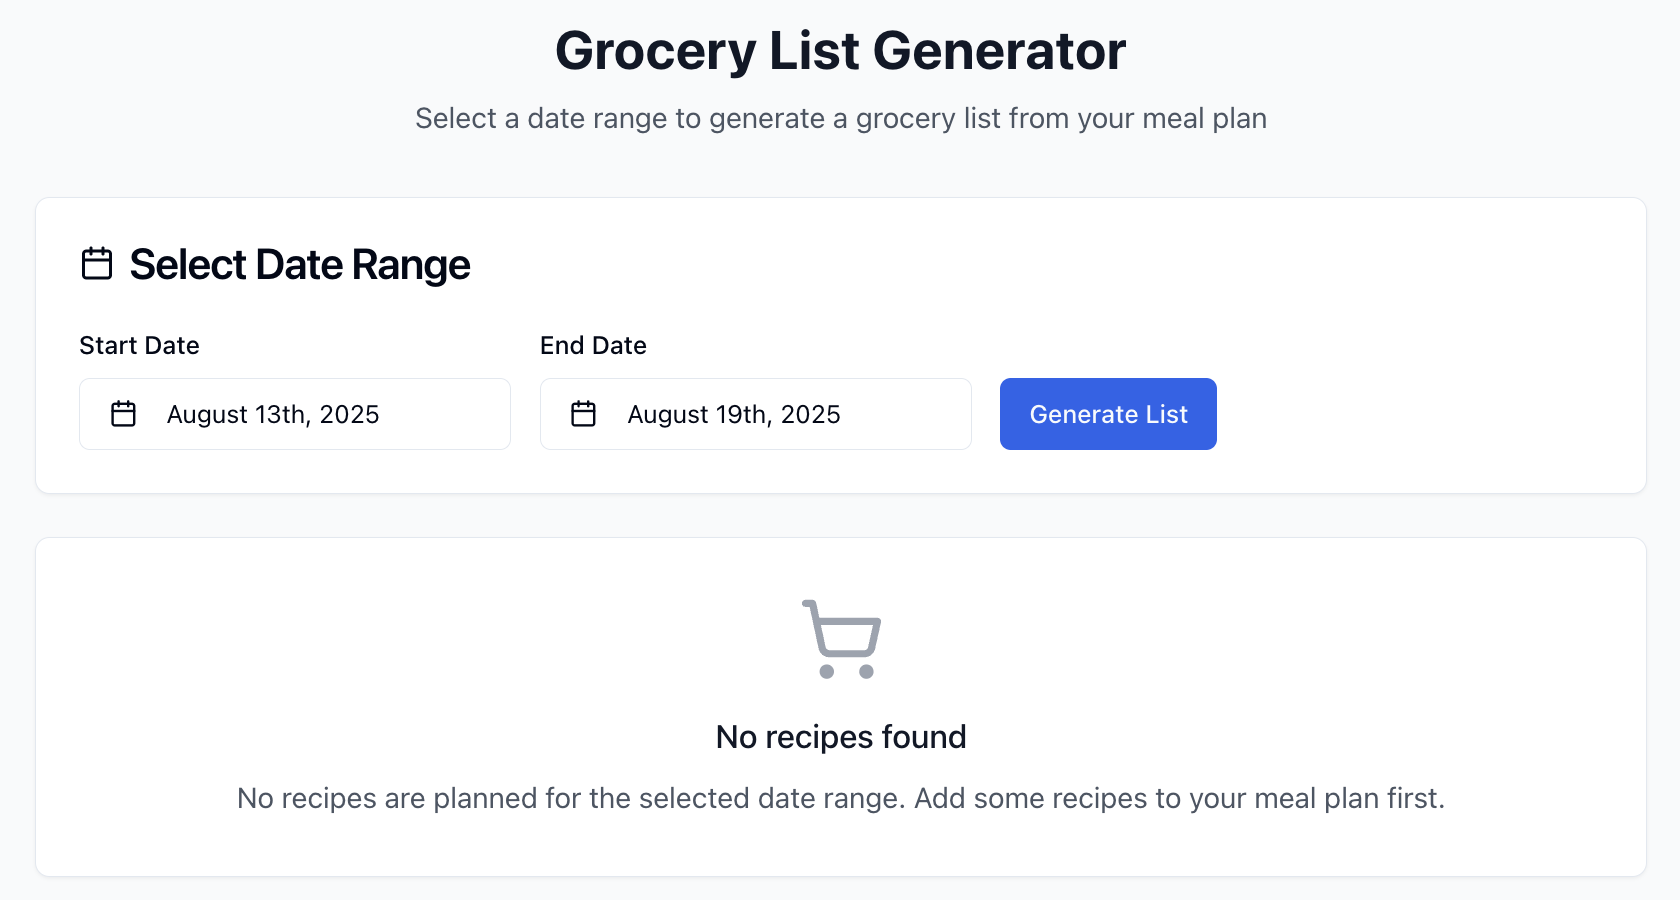 Grocery List Generator
Select a date range to generate a grocery list from your meal plan
Select Date Range
Start Date
End Date
August 13th, 2025
August 19th, 2025
Generate List
No recipes found
No recipes are planned for the selected date range. Add some recipes to your meal plan first.